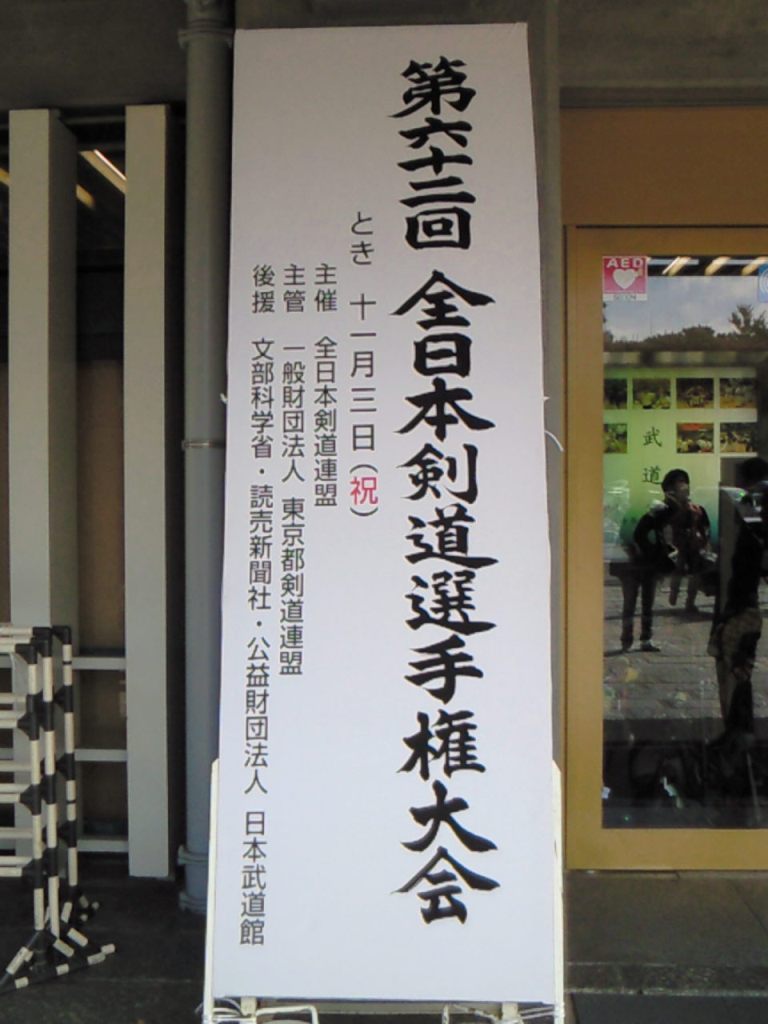 第六十二回 全日本剣道選手権大会
とき 十一月三日(祝)
主催 全日本剣道連盟
主管 一般財団法人 東京都剣道連盟
後援 文部科学省・読売新聞社・公益財団法人 日本武道館
AED
武道